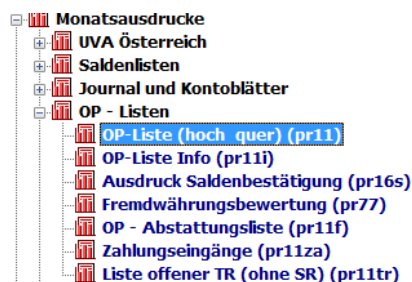 Monatsausdrucke
UVA Österreich
Saldenlisten
Journal und Kontoblätter
OP - Listen
OP-Liste (hoch quer) (pr11)
OP-Liste Info (pr11i)
Ausdruck Saldenbestätigung (pr16s)
Fremdwährungsbewertung (pr77)
OP - Abstattungsliste (pr11f)
Zahlungseingänge (pr11za)
Liste offener TR (ohne SR) (pr11tr)